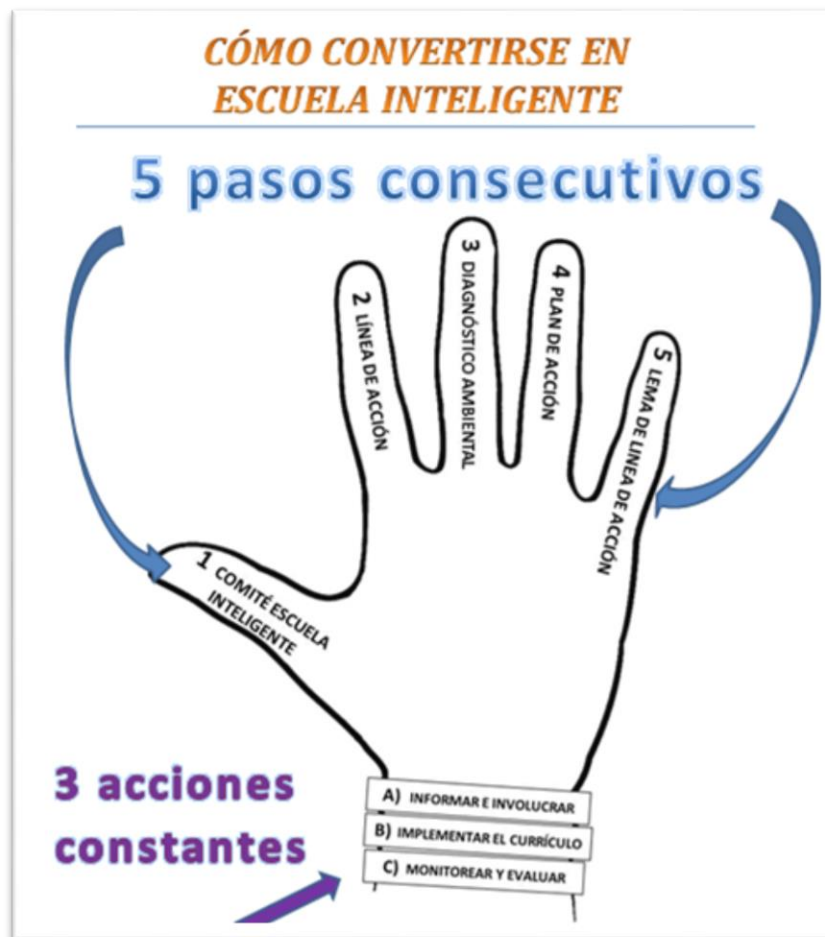 CÓMO CONVERTIRSE EN
ESCUELA INTELIGENTE
5 pasos consecutivos
1 COMITÉ ESCUELA
INTELIGENTE
2 LÍNEA DE ACCIÓN
3 DIAGNÓSTICO AMBIENTAL
4 PLAN DE ACCIÓN
5 LEMA DE LINEA DE ACCIÓN
3 acciones
constantes
A) INFORMAR E INVOLUCRAR
B) IMPLEMENTAR EL CURRÍCULO
C) MONITOREAR Y EVALUAR